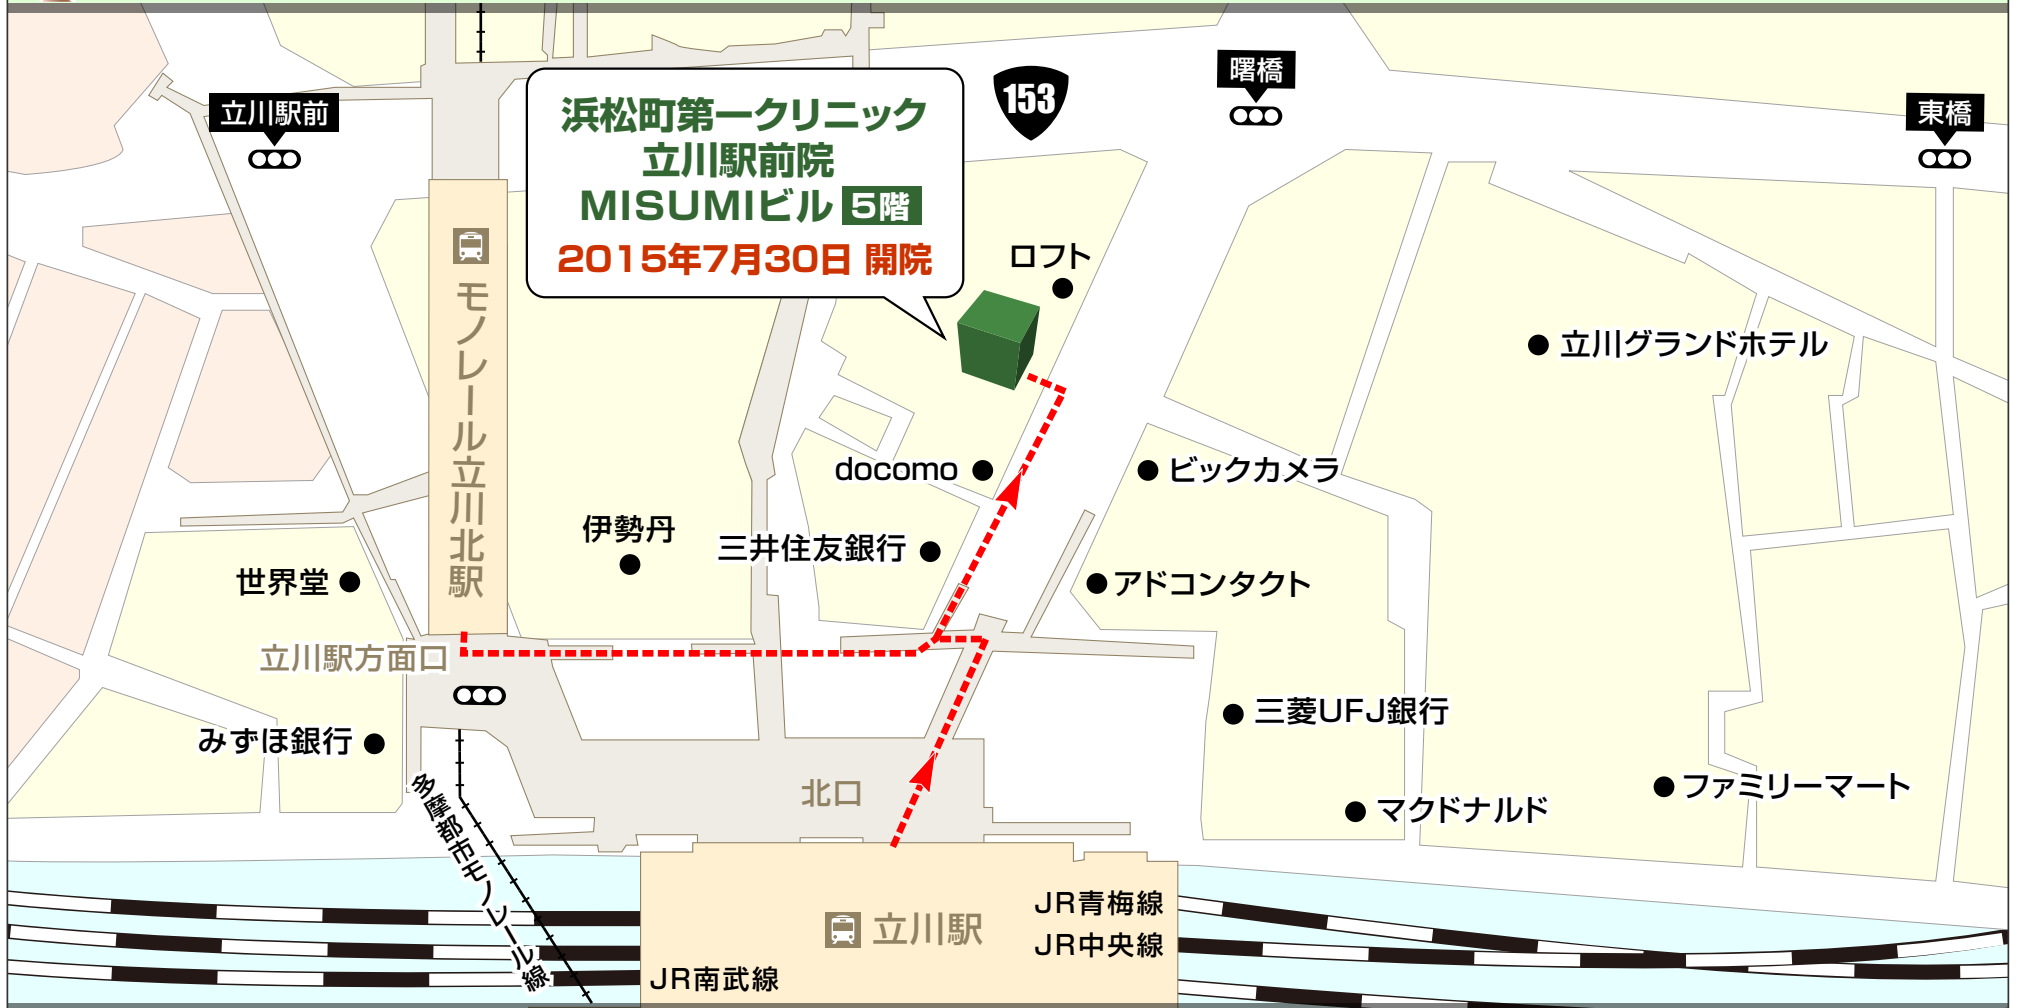 立川駅前
浜松町第一クリニック
立川駅前院
MISUMIビル 5階
2015年7月30日 開院
153
曙橋
東橋
ロフト
モノレール立川北駅
立川グランドホテル
docomo
ビックカメラ
伊勢丹
三井住友銀行
世界堂
アドコンタクト
立川駅方面口
三菱UFJ銀行
みずほ銀行
北口
ファミリーマート
マクドナルド
多摩都市モノレール線
立川駅
JR青梅線
JR中央線
JR南武線